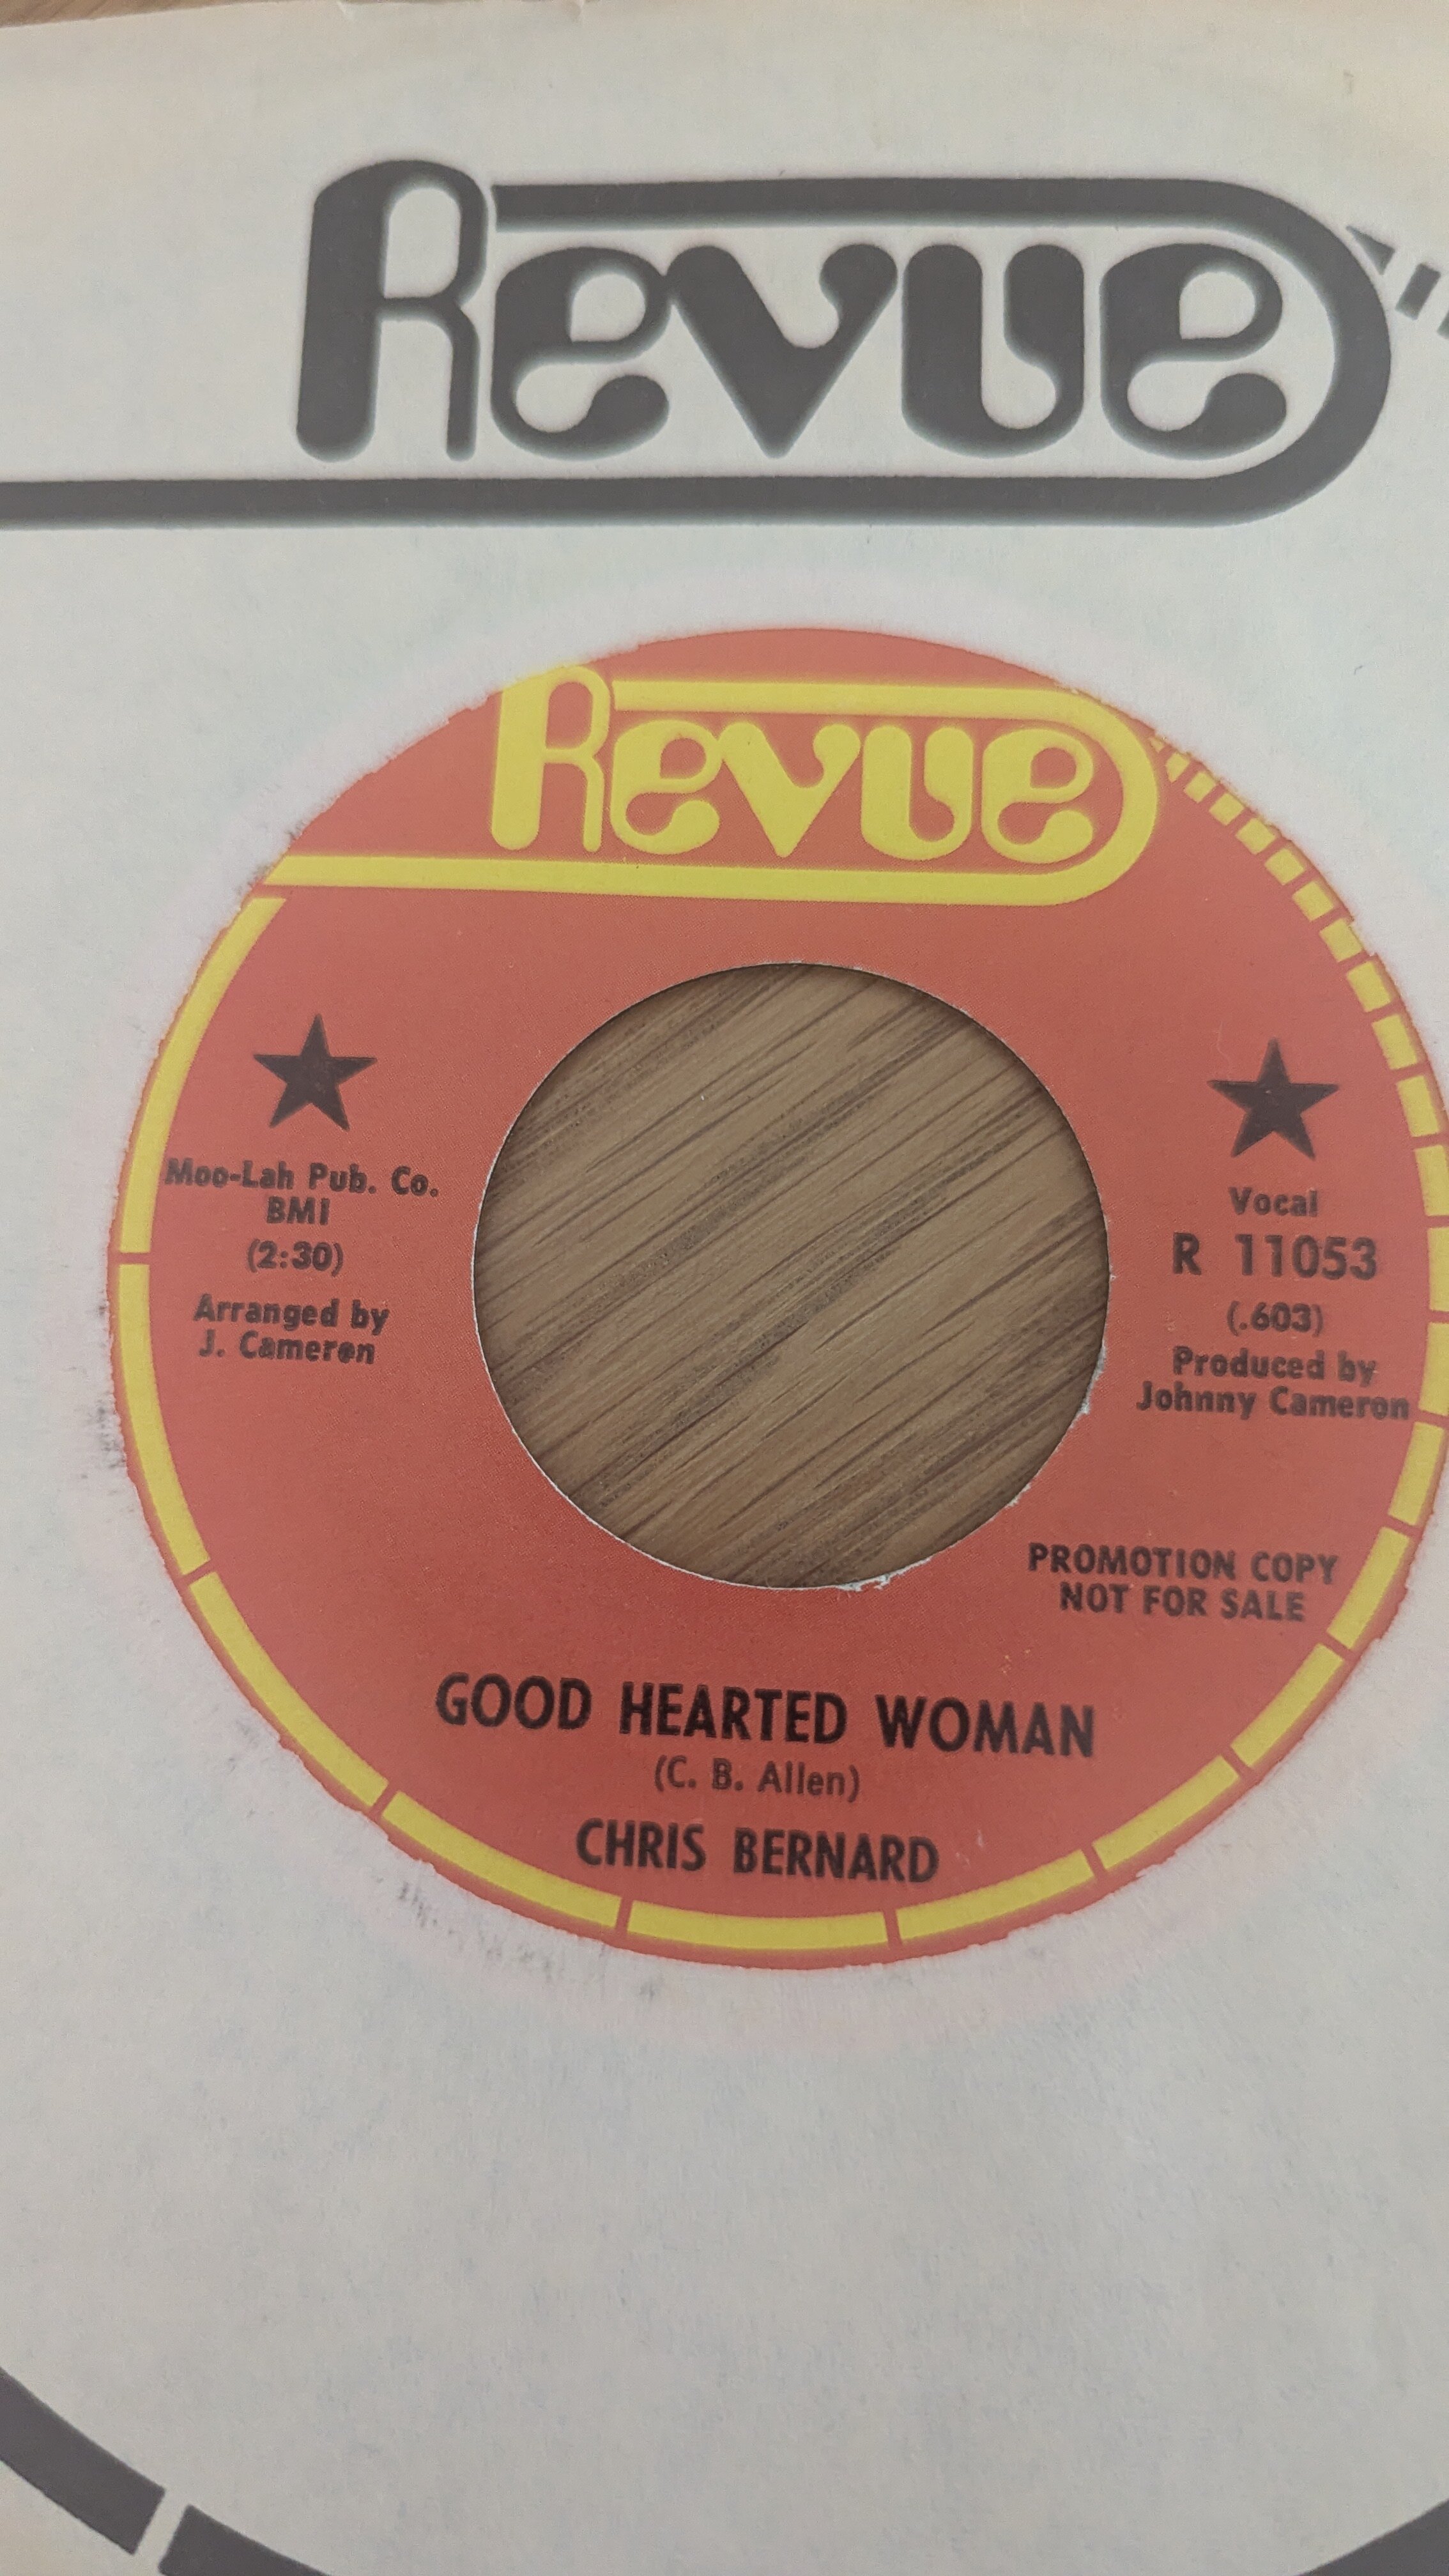 Revue
Revue
Moo-Lah Pub. Co.
BMI
(2:30)
Arranged by
J. Cameron
Vocal
R 11053
(.603)
Produced by
Johnny Cameron
PROMOTION COPY
NOT FOR SALE
GOOD HEARTED WOMAN
(C. B. Allen)
CHRIS BERNARD